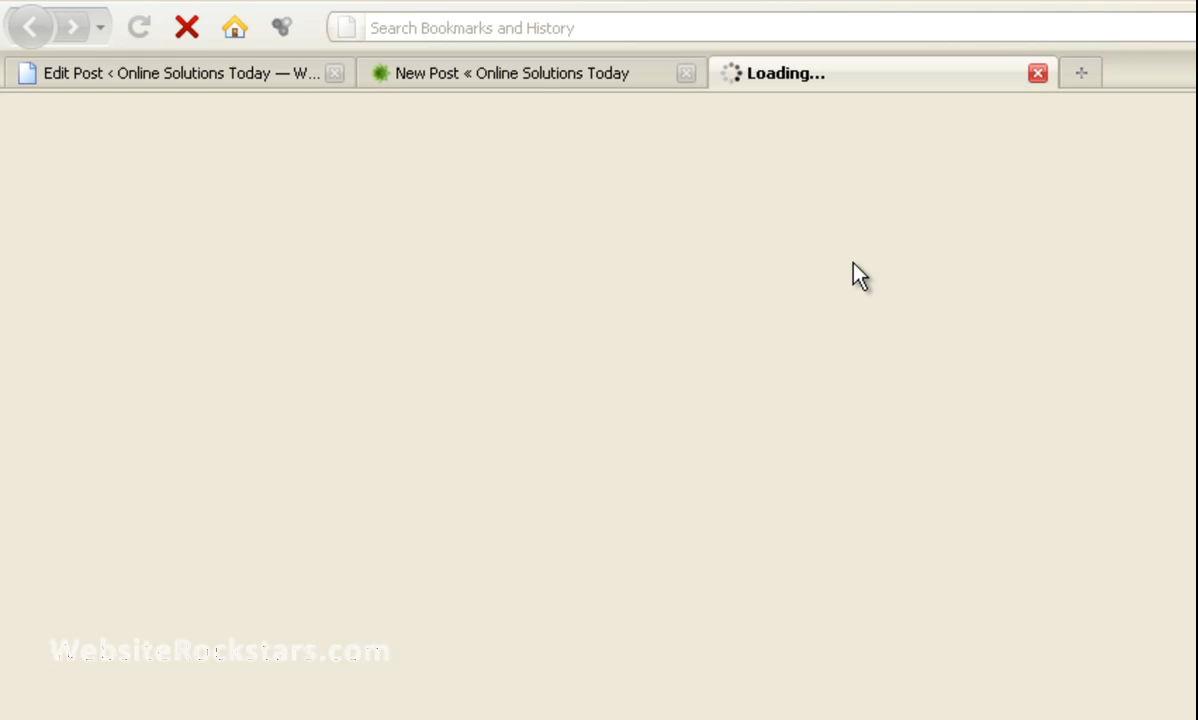 Search Bookmarks and History
Edit Post ‹ Online Solutions Today — W...
New Post « Online Solutions Today
Loading...
WebsiteRockstars.com